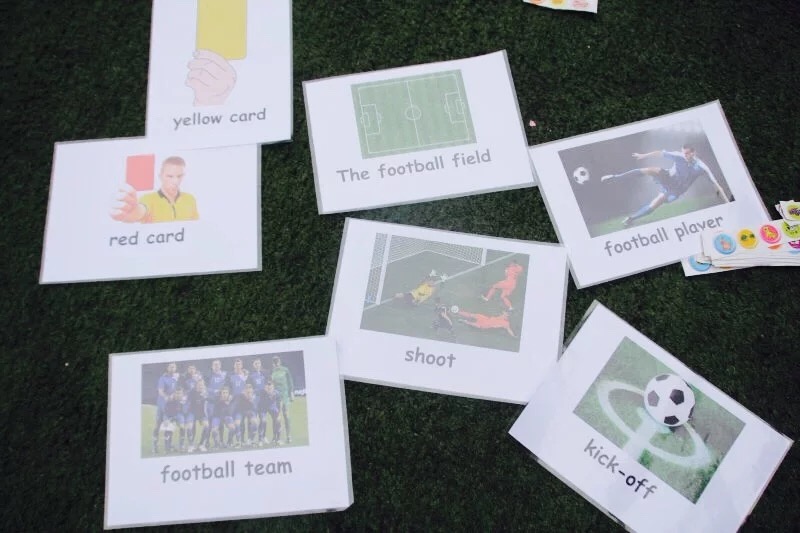 yellow card
The football field
red card
football player
shoot
football team
kick-off